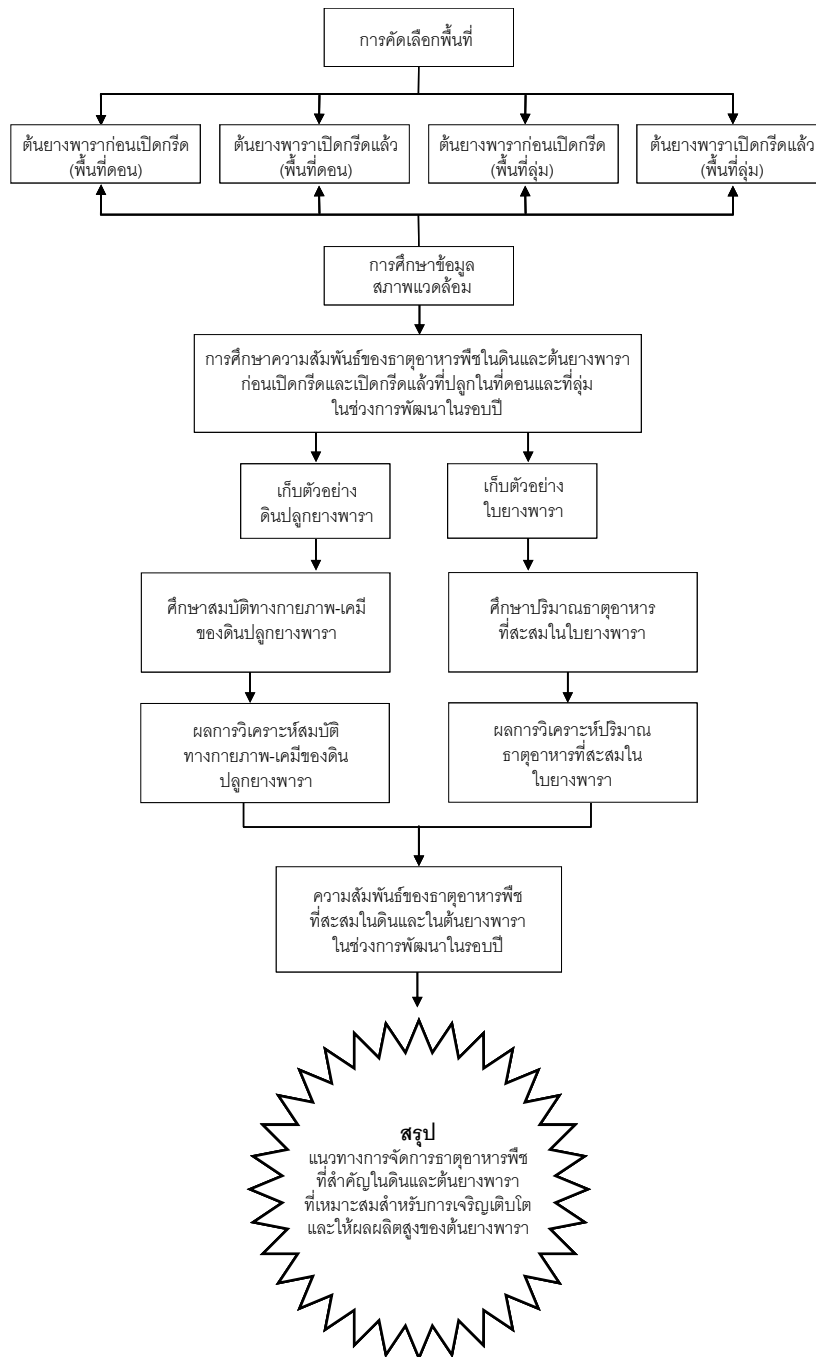 การคัดเลือกพื้นที่
ต้นยางพาราก่อนเปิดกรีด
(พื้นที่ดอน)
ต้นยางพาราเปิดกรีดแล้ว
(พื้นที่ดอน)
ต้นยางพาราก่อนเปิดกรีด
(พื้นที่ลุ่ม)
ต้นยางพาราเปิดกรีดแล้ว
(พื้นที่ลุ่ม)
การศึกษาข้อมูล
สภาพแวดล้อม
การศึกษาความสัมพันธ์ของธาตุอาหารพืชในดินและต้นยางพารา
ก่อนเปิดกรีดและเปิดกรีดแล้วที่ปลูกในที่ดอนและที่ลุ่ม
ในช่วงการพัฒนาในรอบปี
เก็บตัวอย่าง
ดินปลูกยางพารา
เก็บตัวอย่าง
ใบยางพารา
ศึกษาสมบัติทางกายภาพ-เคมี
ของดินปลูกยางพารา
ศึกษาปริมาณธาตุอาหาร
ที่สะสมในใบยางพารา
ผลการวิเคราะห์สมบัติ
ทางกายภาพ-เคมีของดิน
ปลูกยางพารา
ผลการวิเคราะห์ปริมาณ
ธาตุอาหารที่สะสมใน
ใบยางพารา
ความสัมพันธ์ของธาตุอาหารพืช
ที่สะสมในดินและในต้นยางพารา
ในช่วงการพัฒนาในรอบปี
สรุป
แนวทางการจัดการธาตุอาหารพืช
ที่สำคัญในดินและต้นยางพารา
ที่เหมาะสมสำหรับการเจริญเติบโต
และให้ผลผลิตสูงของต้นยางพารา